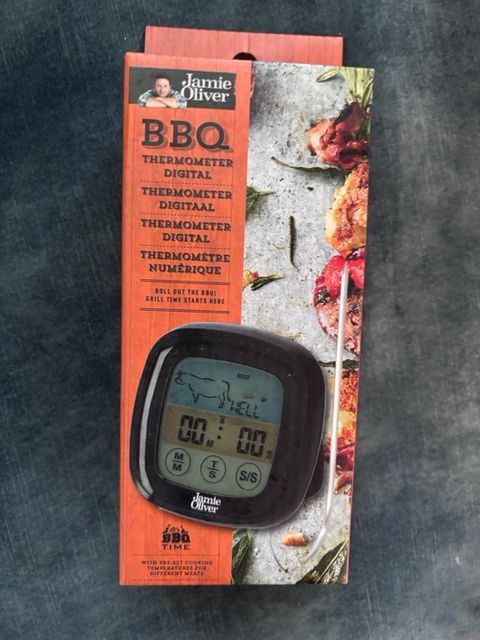 Jamie
Oliver
BBQ
THERMOMETER
DIGITAL
THERMOMETER
DIGITAAL
THERMOMETER
DIGITAL
THERMOMÈTRE
NUMÉRIQUE
ROLL OUT THE BBQ!
GRILL TIME STARTS HERE
BEEF
WELL
00 M : 00 S
M/M
T/S
S/S
Jamie
Oliver
BBQ
TIME
WITH PRE-SET COOKING
TEMPERATURES FOR
DIFFERENT MEATS